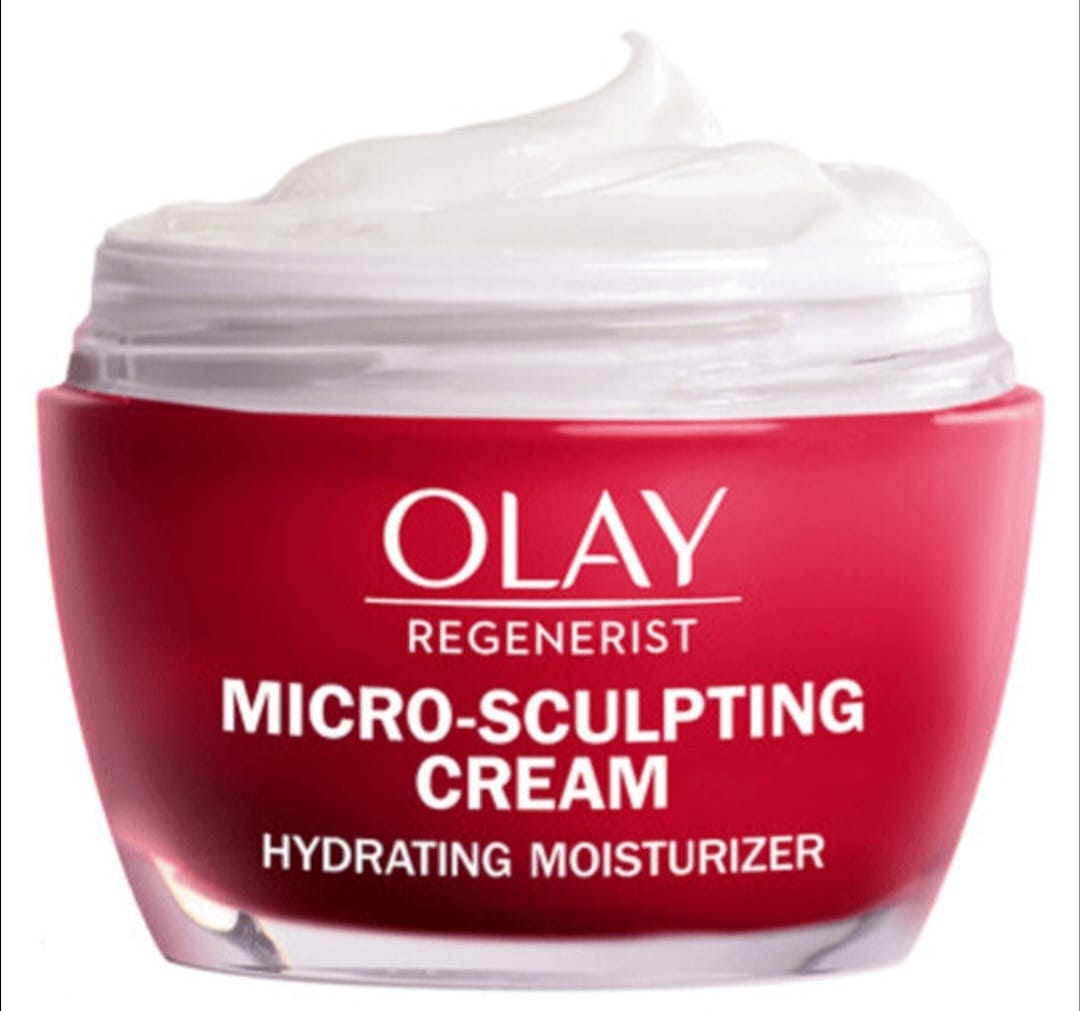 OLAY
REGENERIST
MICRO-SCULPTING
CREAM
HYDRATING MOISTURIZER